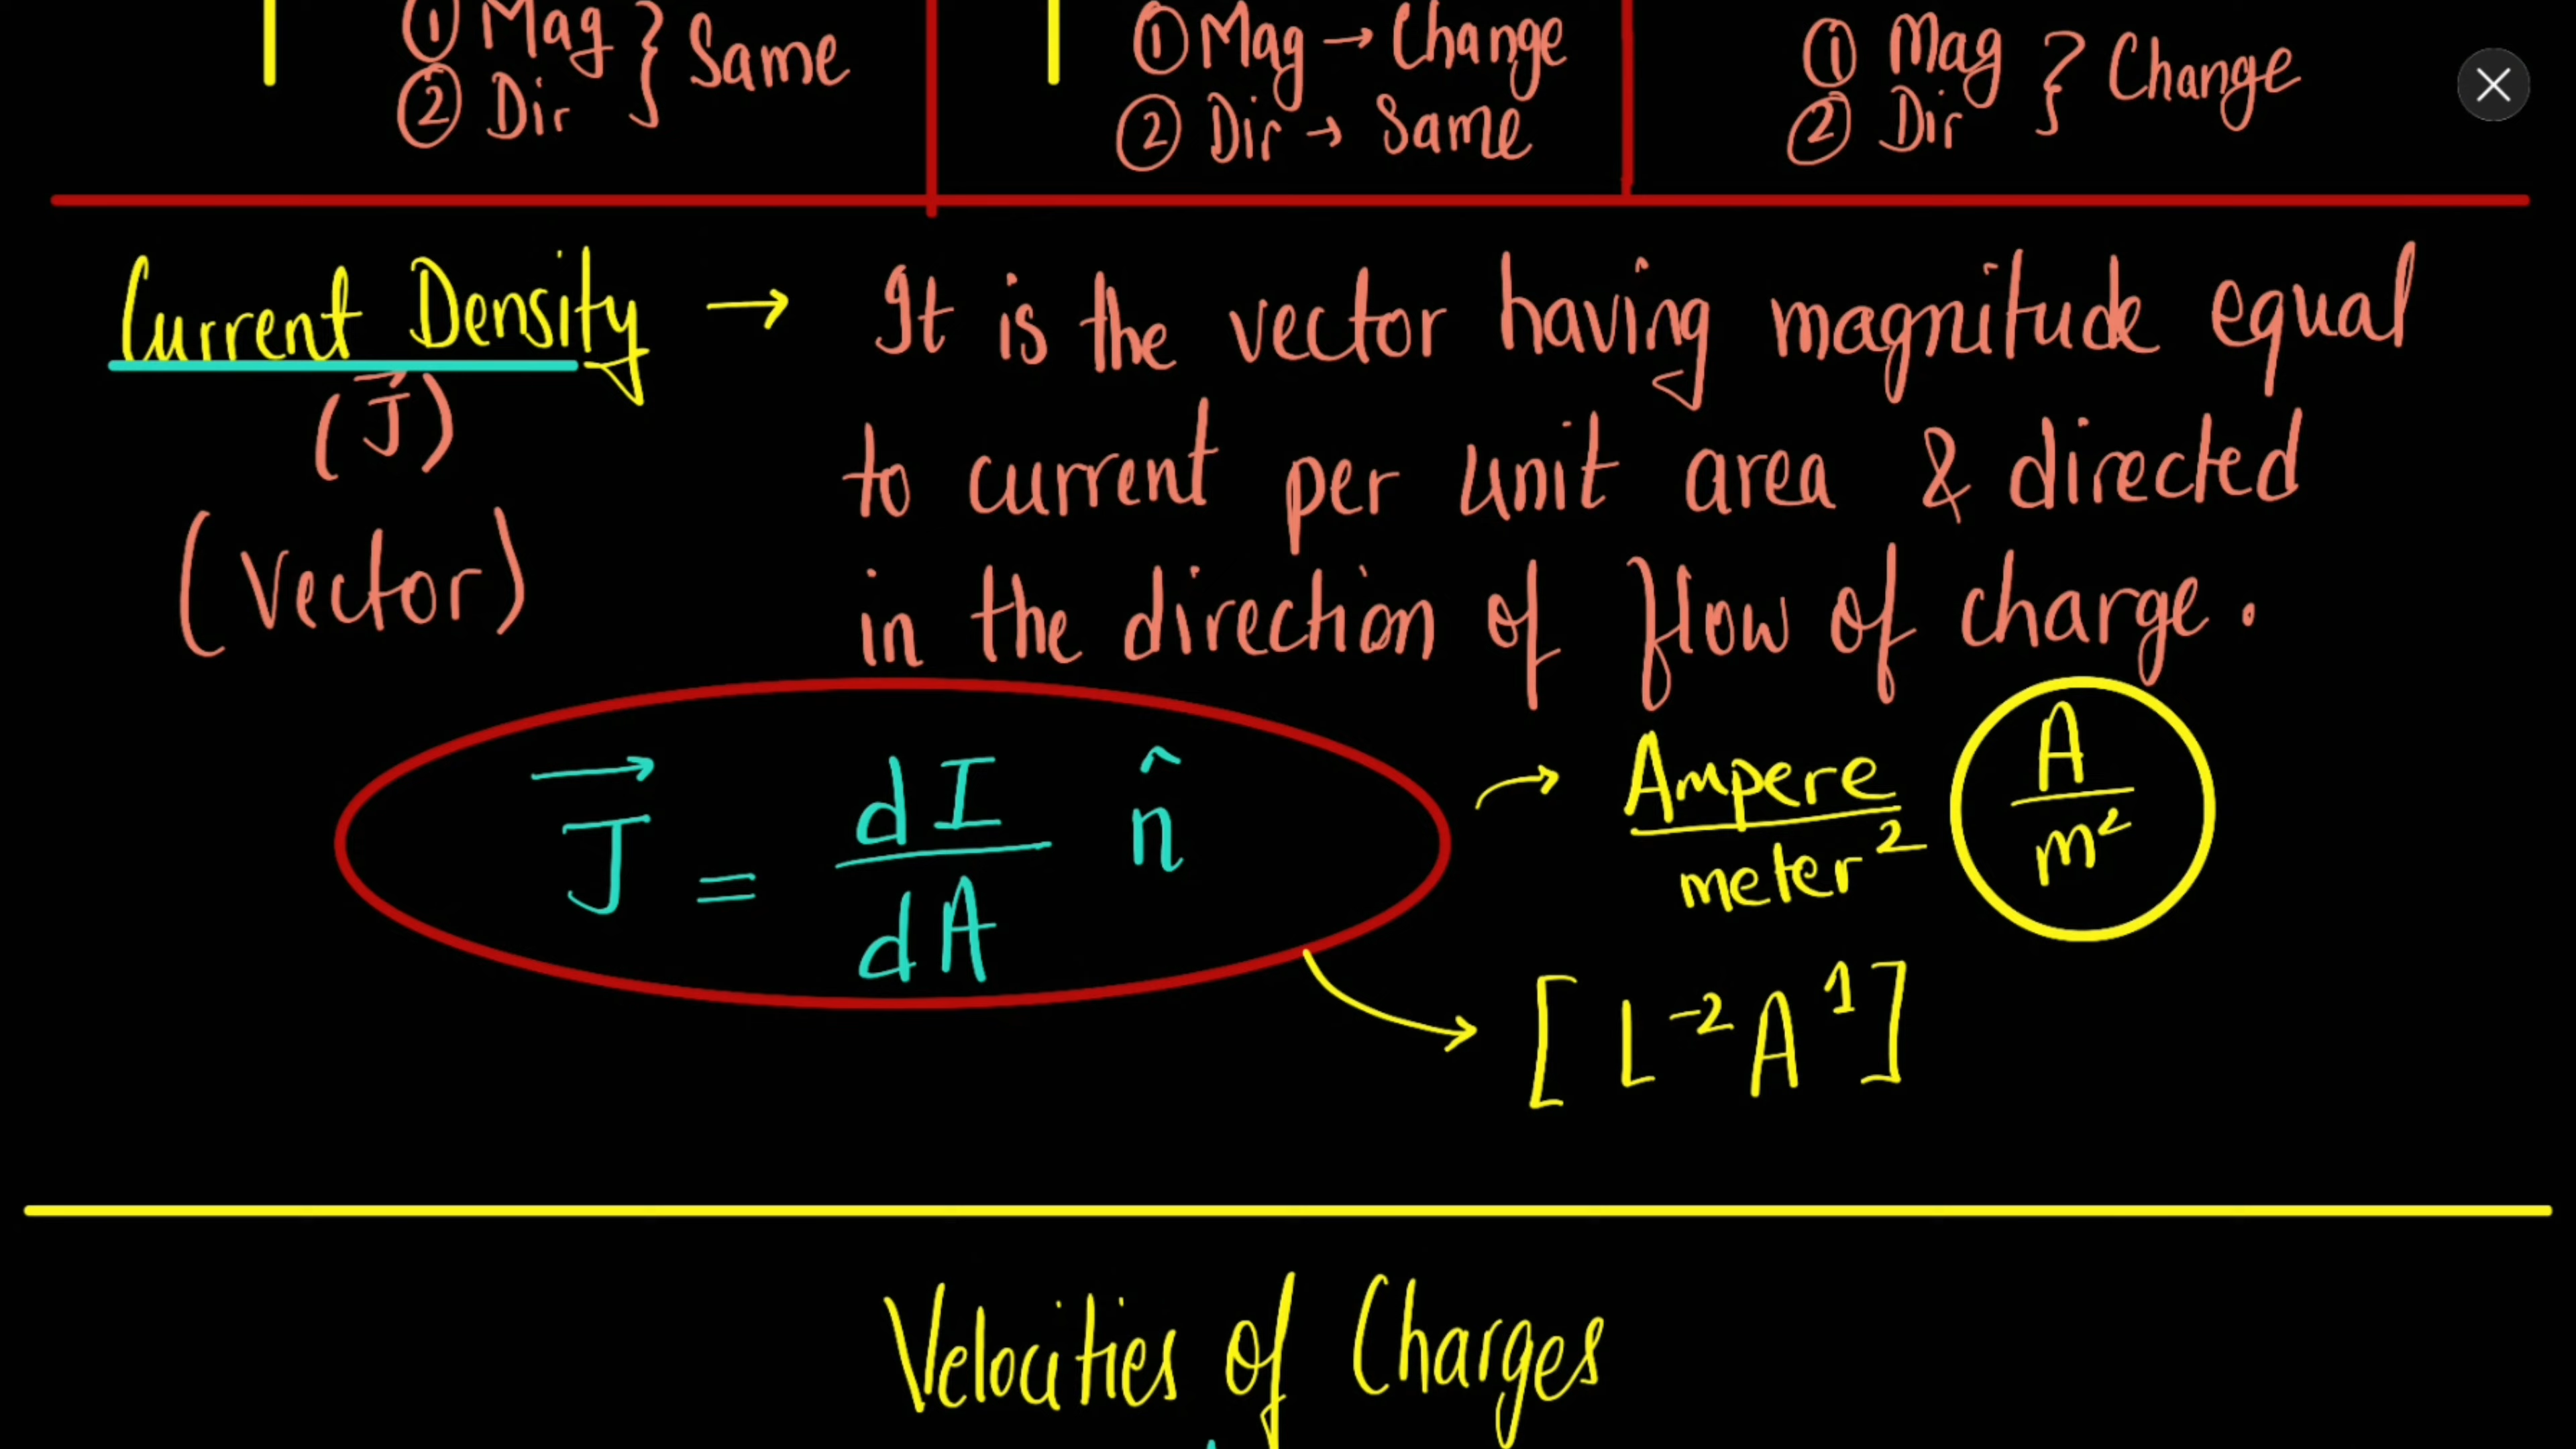 ① Mag } Same
② Dir
① Mag → Change
② Dir → Same
① Mag } Change
② Dir
Current Density → It is the vector having magnitude equal
(J⃗)
to current per unit area & directed
(Vector)
in the direction of flow of charge.
J⃗ = dI/dA n̂
→ Ampere/meter² A/m²
→ [L⁻²A¹]
Velocities of Charges